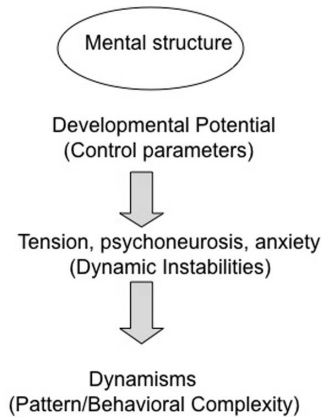 Mental structure
Developmental Potential
(Control parameters)
Tension, psychoneurosis, anxiety
(Dynamic Instabilities)
Dynamisms
(Pattern/Behavioral Complexity)